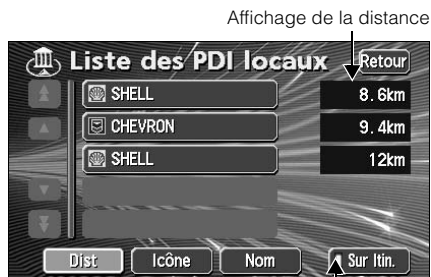 Affichage de la distance
Liste des PDI locaux Retour
SHELL 8.6km
CHEVRON 9.4km
SHELL 12km
Dist Icône Nom Sur Itin.